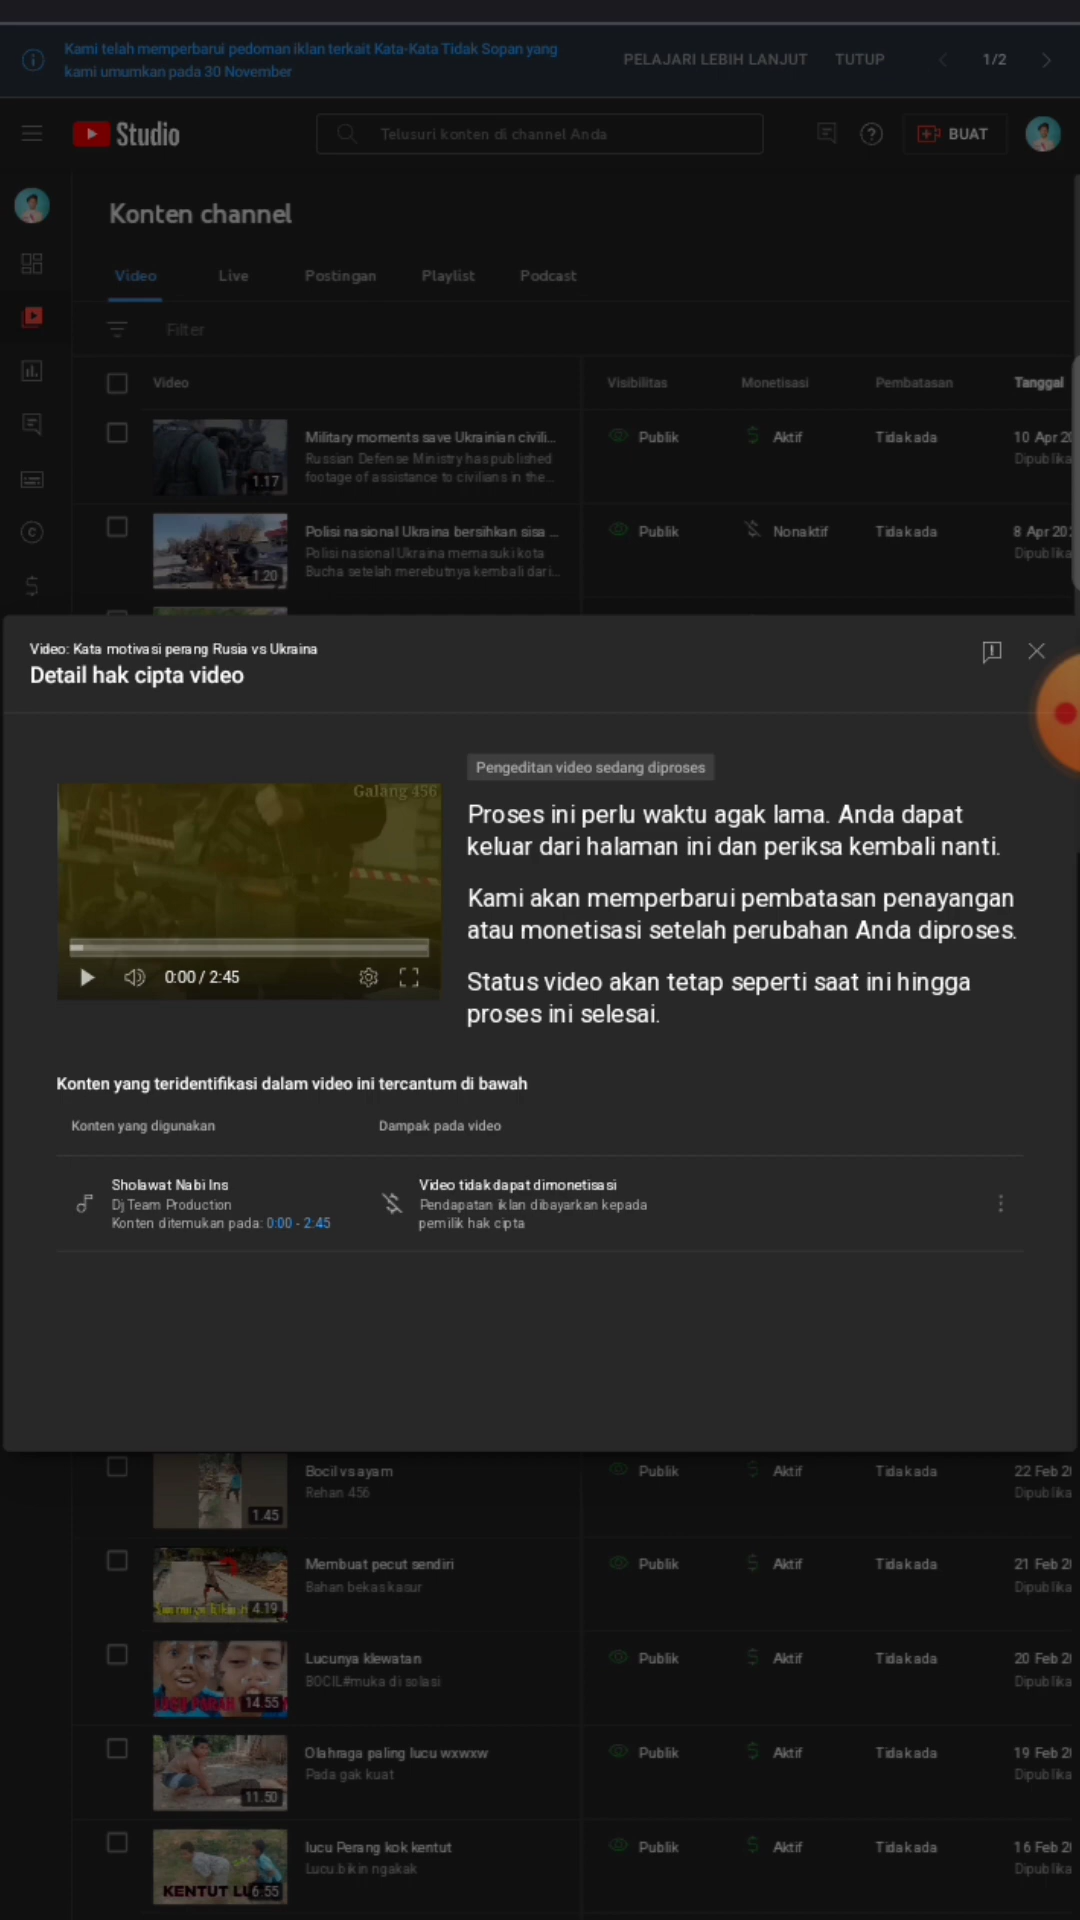 Kami telah memperbarui pedoman iklan terkait Kata-Kata Tidak Sopan yang
kami umumkan pada 30 November
PELAJARI LEBIH LANJUT
TUTUP
1/2
Studio
Telusuri konten di channel Anda
BUAT
Konten channel
Video
Live
Postingan
Playlist
Podcast
Filter
Video
Visibilitas
Monetisasi
Pembatasan
Tanggal
Military moments save Ukrainian civili...
Russian Defense Ministry has published
footage of assistance to civilians in the...
1.17
Publik
Aktif
Tidak ada
10 Apr 20
Dipublika
Polisi nasional Ukraina bersihkan sisa ...
Polisi nasional Ukraina memasuki kota
Bucha setelah merebutnya kembali dari...
1:20
Publik
Nonaktif
Tidak ada
8 Apr 20
Dipublika
Video: Kata motivasi perang Rusia vs Ukraina
Detail hak cipta video
Galang 456
0:00 / 2:45
Pengeditan video sedang diproses
Proses ini perlu waktu agak lama. Anda dapat
keluar dari halaman ini dan periksa kembali nanti.
Kami akan memperbarui pembatasan penayangan
atau monetisasi setelah perubahan Anda diproses.
Status video akan tetap seperti saat ini hingga
proses ini selesai.
Konten yang teridentifikasi dalam video ini tercantum di bawah
Konten yang digunakan
Dampak pada video
Sholawat Nabi Ins
Dj Team Production
Konten ditemukan pada: 0:00 - 2:45
Video tidak dapat dimonetisasi
Pendapatan iklan dibayarkan kepada
pemilik hak cipta
Bocil vs ayam
Rehan 456
1.45
Publik
Aktif
Tidak ada
22 Feb 2
Dipublika
Membuat pecut sendiri
Bahan bekas kasur
4.19
Publik
Aktif
Tidak ada
21 Feb 2
Dipublika
Lucunya klewatan
BOCIL#muka di solasi
14.55
Publik
Aktif
Tidak ada
20 Feb 2
Dipublika
Olahraga paling lucu wxwxw
Pada gak kuat
11.50
Publik
Aktif
Tidak ada
19 Feb 2
Dipublika
lucu Perang kok kentut
Lucu.bikin ngakak
KENTUT LU
6:55
Publik
Aktif
Tidak ada
16 Feb 2
Dipublika